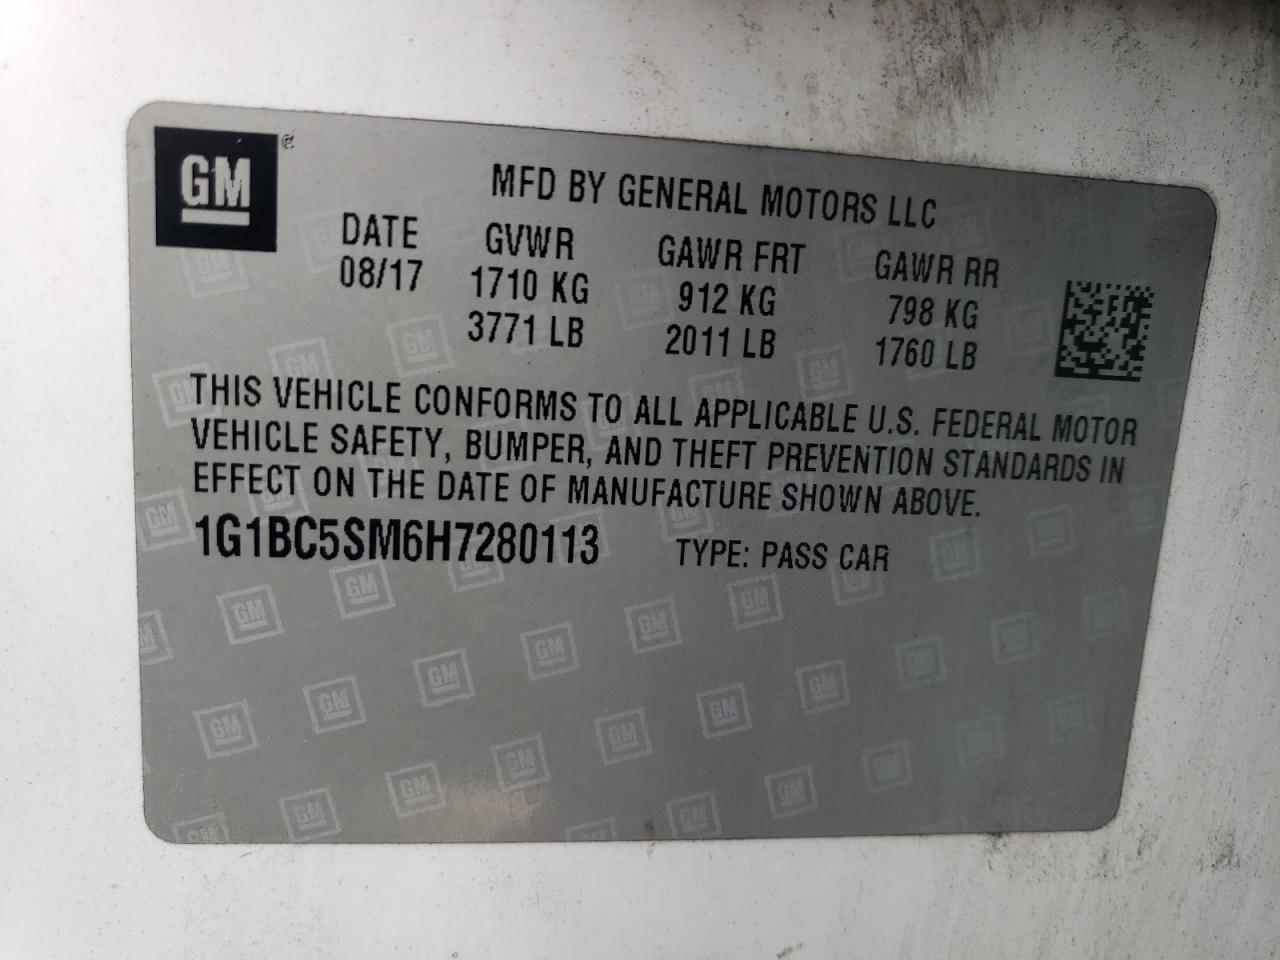 GM®
MFD BY GENERAL MOTORS LLC
DATE GVWR GAWR FRT GAWR RR
08/17 1710 KG 912 KG 798 KG
3771 LB 2011 LB 1760 LB
THIS VEHICLE CONFORMS TO ALL APPLICABLE U.S. FEDERAL MOTOR
VEHICLE SAFETY, BUMPER, AND THEFT PREVENTION STANDARDS IN
EFFECT ON THE DATE OF MANUFACTURE SHOWN ABOVE.
1G1BC5SM6H7280113 TYPE: PASS CAR